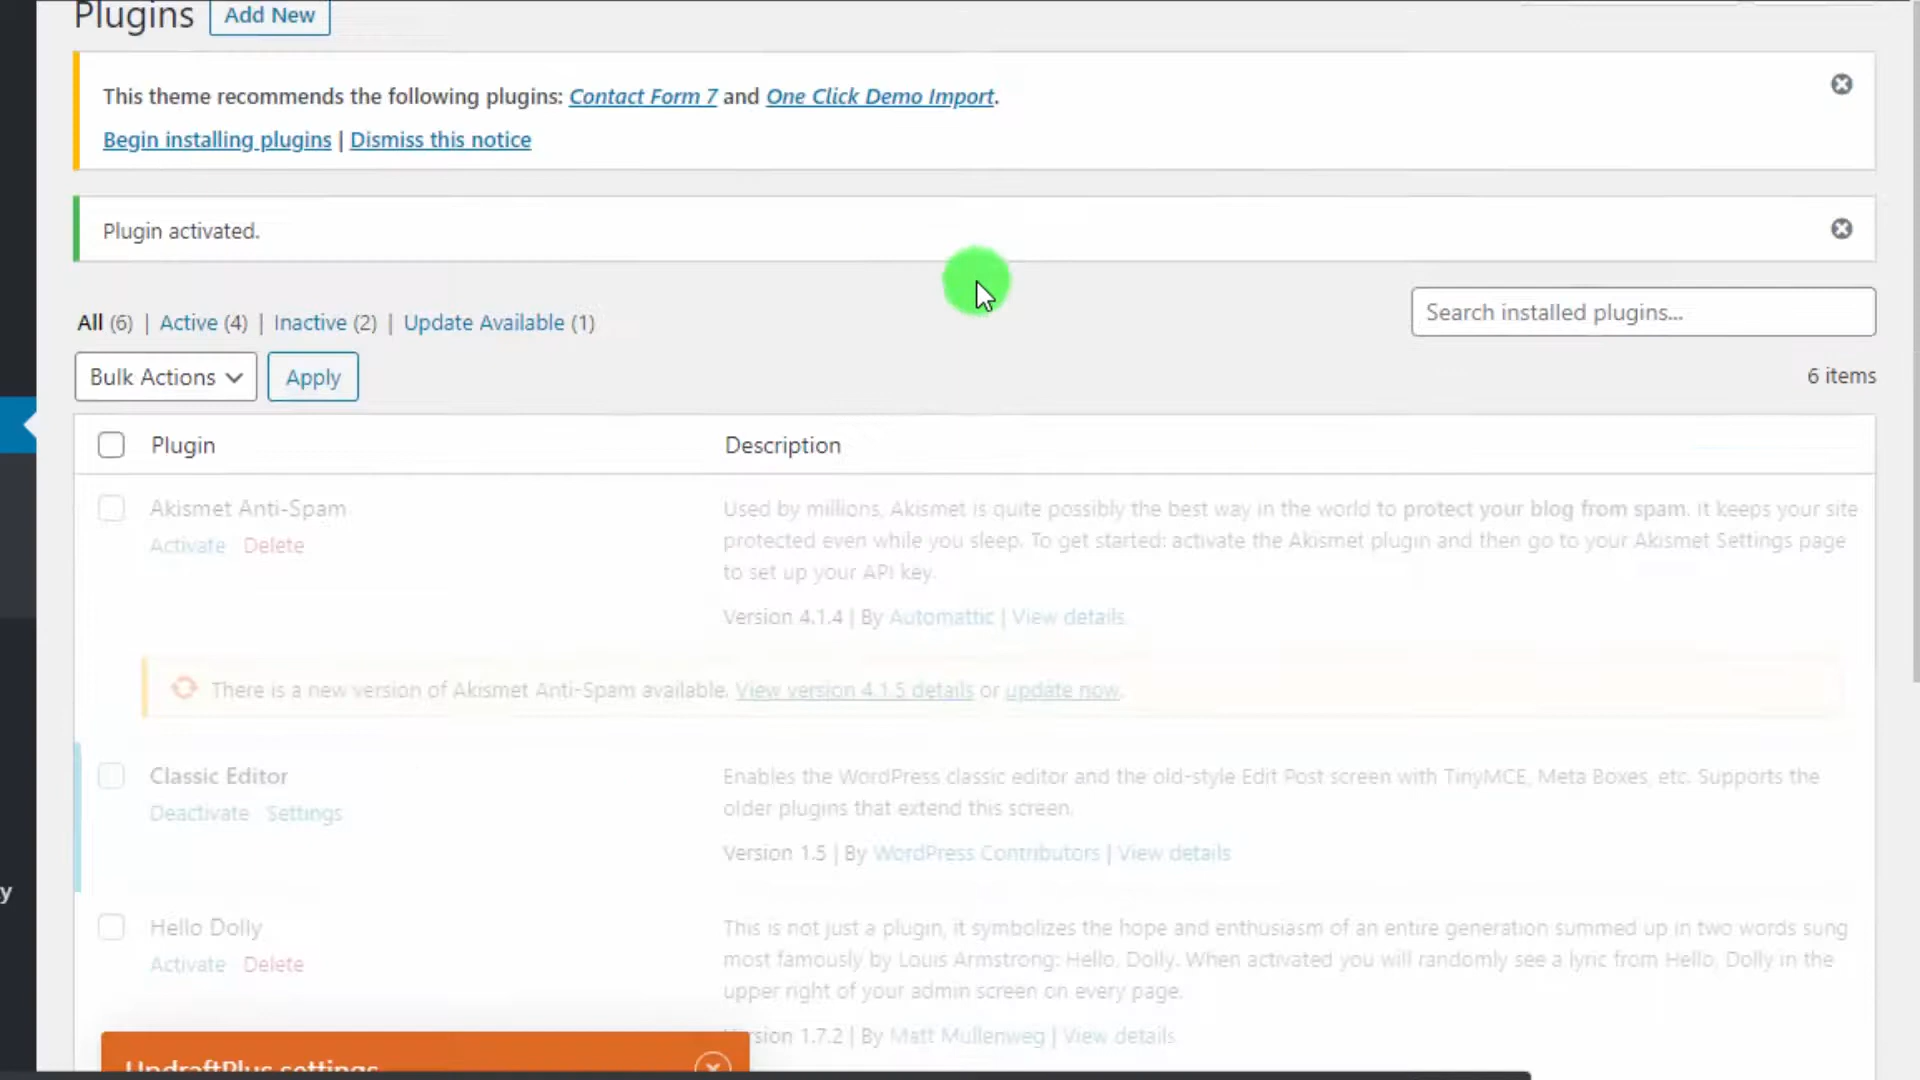 Plugins Add New
This theme recommends the following plugins: Contact Form 7 and One Click Demo Import.
Begin installing plugins | Dismiss this notice
Plugin activated.
All (6) | Active (4) | Inactive (2) | Update Available (1)
Search installed plugins...
Bulk Actions Apply
6 items
Plugin Description
Akismet Anti-Spam
Activate Delete
Used by millions, Akismet is quite possibly the best way in the world to protect your blog from spam. It keeps your site
protected even while you sleep. To get started: activate the Akismet plugin and then go to your Akismet Settings page
to set up your API key.
Version 4.1.4 | By Automattic | View details
There is a new version of Akismet Anti-Spam available. View version 4.1.5 details or update now.
Classic Editor
Deactivate Settings
Enables the WordPress classic editor and the old-style Edit Post screen with TinyMCE, Meta Boxes, etc. Supports the
older plugins that extend this screen.
Version 1.5 | By WordPress Contributors | View details
y
Hello Dolly
Activate Delete
This is not just a plugin, it symbolizes the hope and enthusiasm of an entire generation summed up in two words sung
most famously by Louis Armstrong: Hello, Dolly. When activated you will randomly see a lyric from Hello, Dolly in the
upper right of your admin screen on every page.
rsion 1.7.2 | By Matt Mullenweg | View details
UpdraftPlus settings